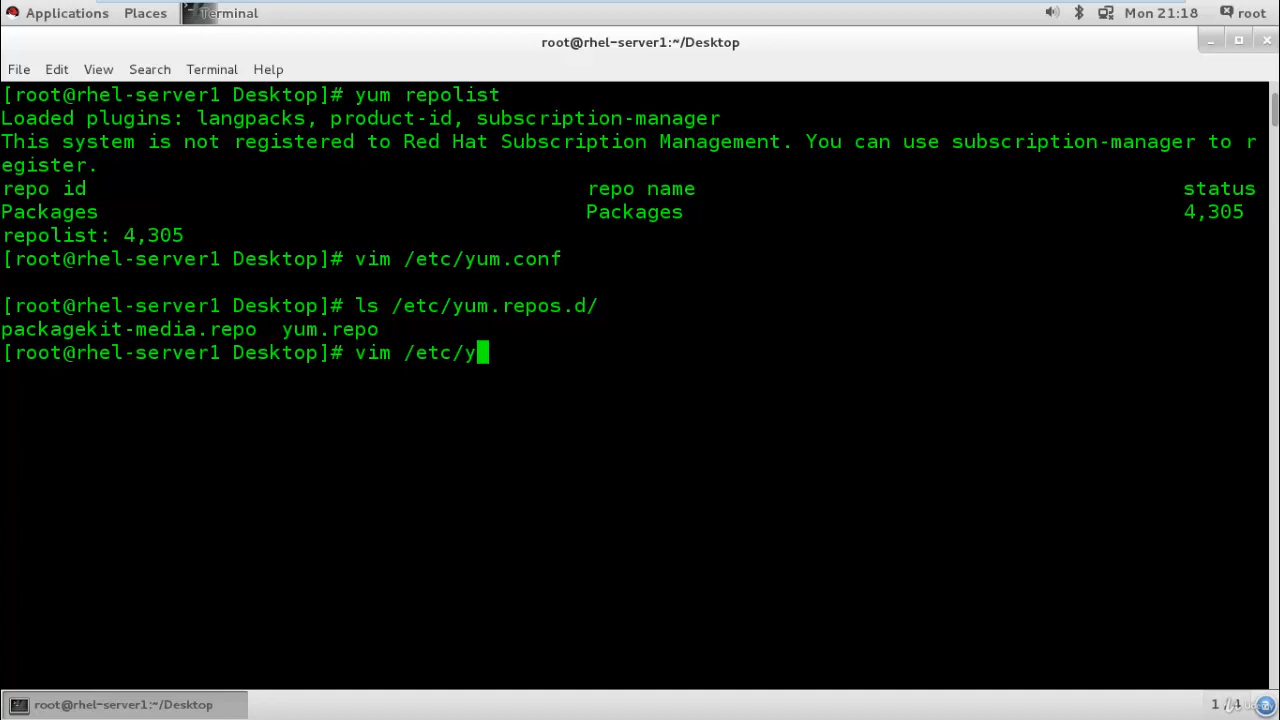 Applications Places Terminal Mon 21:18 root
root@rhel-server1:~/Desktop
File Edit View Search Terminal Help
[root@rhel-server1 Desktop]# yum repolist
Loaded plugins: langpacks, product-id, subscription-manager
This system is not registered to Red Hat Subscription Management. You can use subscription-manager to r
egister.
repo id repo name status
Packages Packages 4,305
repolist: 4,305
[root@rhel-server1 Desktop]# vim /etc/yum.conf
[root@rhel-server1 Desktop]# ls /etc/yum.repos.d/
packagekit-media.repo yum.repo
[root@rhel-server1 Desktop]# vim /etc/y
root@rhel-server1:~/Desktop